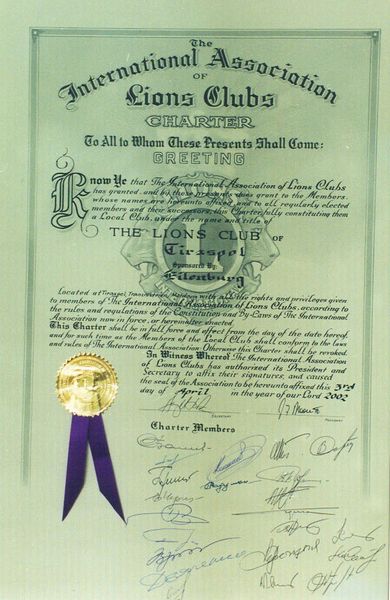 The
International Association
OF
Lions Clubs
CHARTER
To All to Whom These Presents Shall Come:
GREETING
Know Ye that The International Association of Lions Clubs
has granted and by these presents does grant to the Members,
whose names are hereunto affixed, and to all regularly elected
members and their successors, this Charter, fully constituting them
a Local Club, under the name and title of
THE LIONS CLUB OF
Tiraspol
Sponsored By:
Eilenburg
Located at Tiraspol, Transnistria, Moldova with all the rights and privileges given
to members of The International Association of Lions Clubs, according to
the rules and regulations of the Constitution and By-Laws of The International
Association now in force, or hereinafter enacted.
This Charter shall be in full force and effect from the date of the date hereof,
and for such time as the Members of the Local Club shall conform to the laws
and rules of The International Association. Otherwise this Charter shall be revoked.
In Witness Whereof The International Association
of Lions Clubs has authorized its President and
Secretary to affix their signatures, and caused
the seal of the Association to be hereunto affixed this 3rd
day of April in the year of our Lord 2002
SECRETARY PRESIDENT
Charter Members